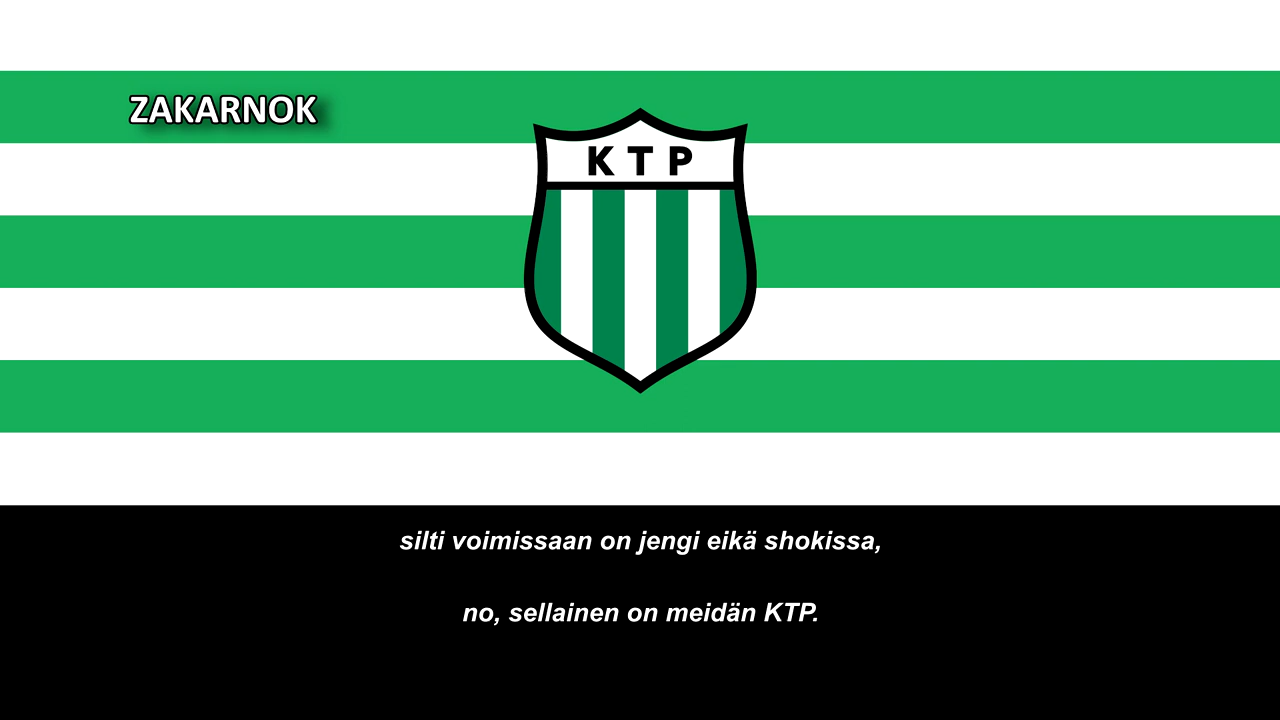 ZAKARNOK
KTP
silti voimissaan on jengi eikä shokissa,
no, sellainen on meidän KTP.